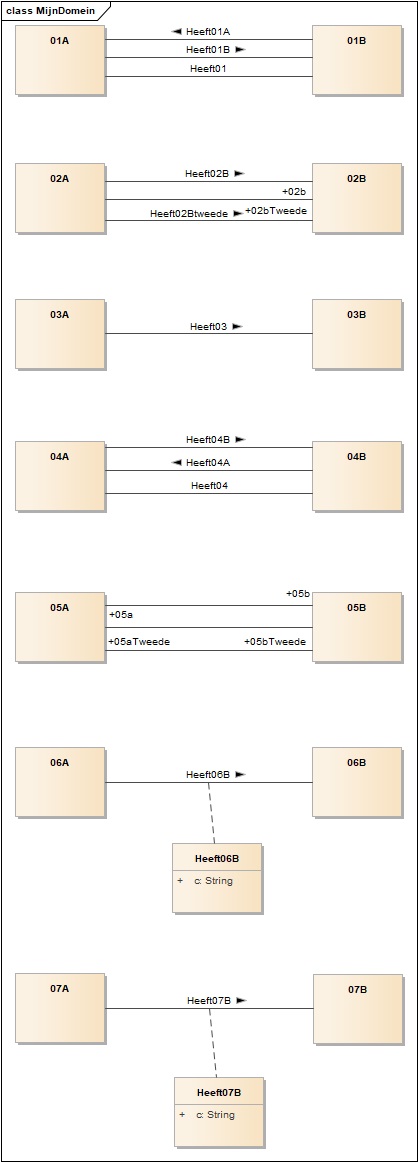 class MijnDomein
01A
Heeft01A
01B
Heeft01B
Heeft01
02A
Heeft02B
02B
+02b
Heeft02Btweede
+02bTweede
03A
Heeft03
03B
04A
Heeft04B
04B
Heeft04A
Heeft04
05A
+05b
05B
+05a
+05aTweede
+05bTweede
06A
Heeft06B
06B
Heeft06B
+ c: String
07A
Heeft07B
07B
Heeft07B
+ c: String